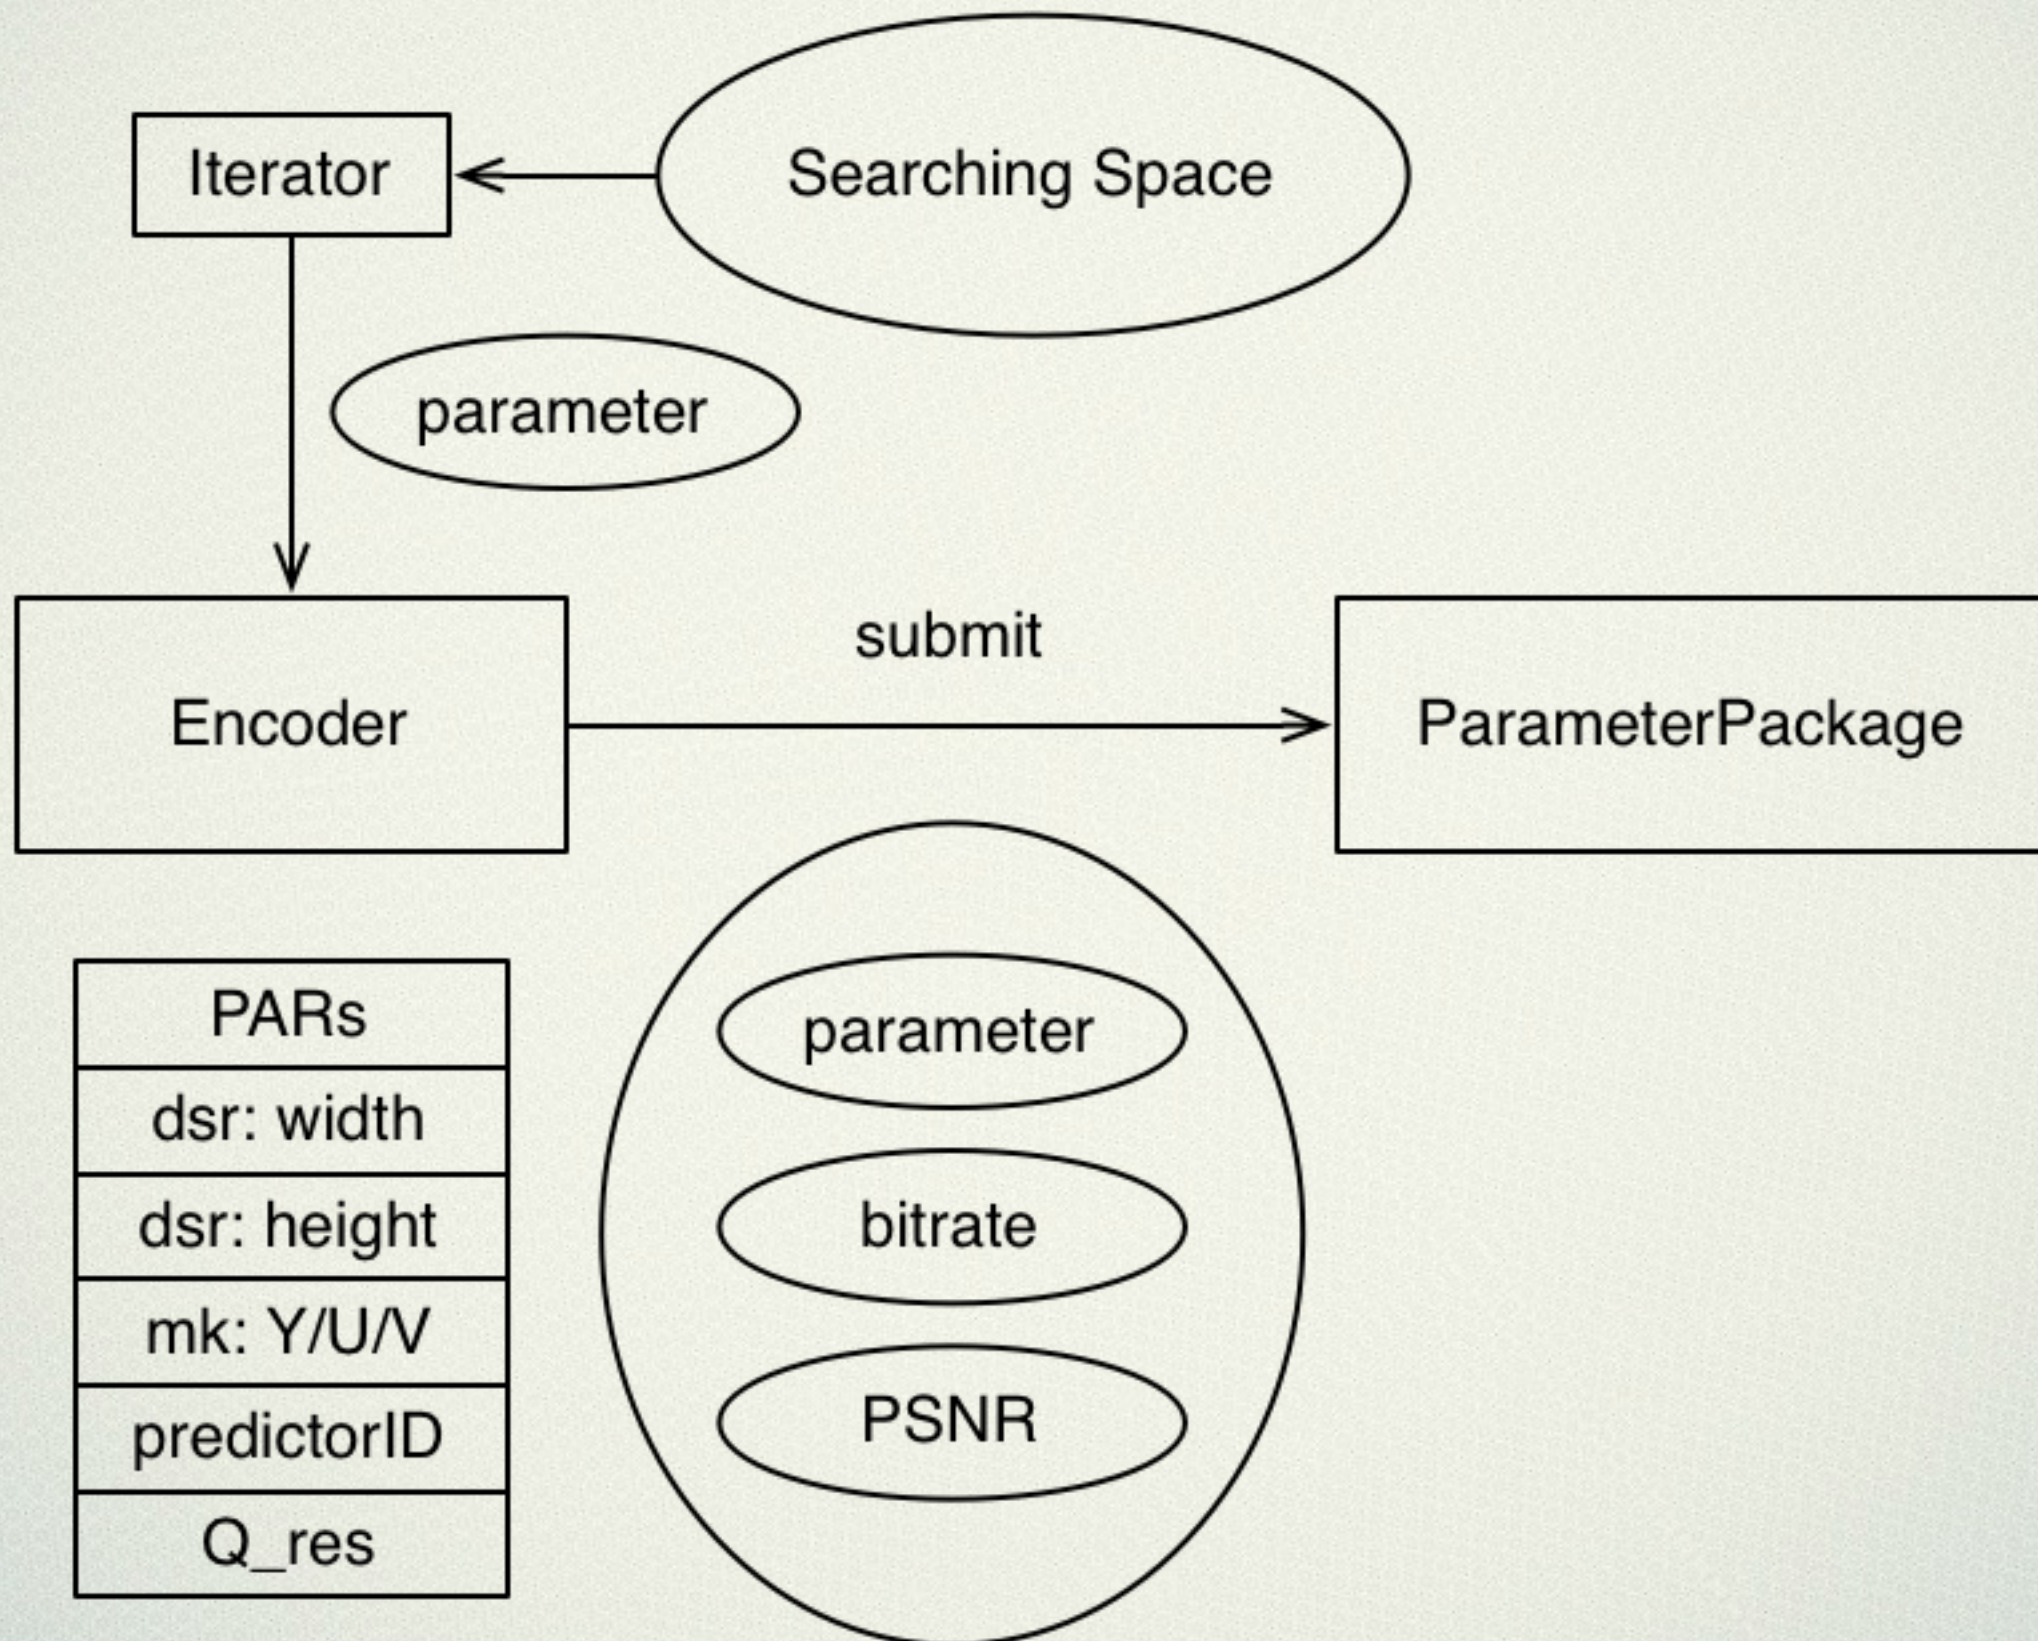 Iterator
Searching Space
parameter
submit
Encoder
ParameterPackage
PARs
dsr: width
dsr: height
mk: Y/U/V
predictorID
Q_res
parameter
bitrate
PSNR